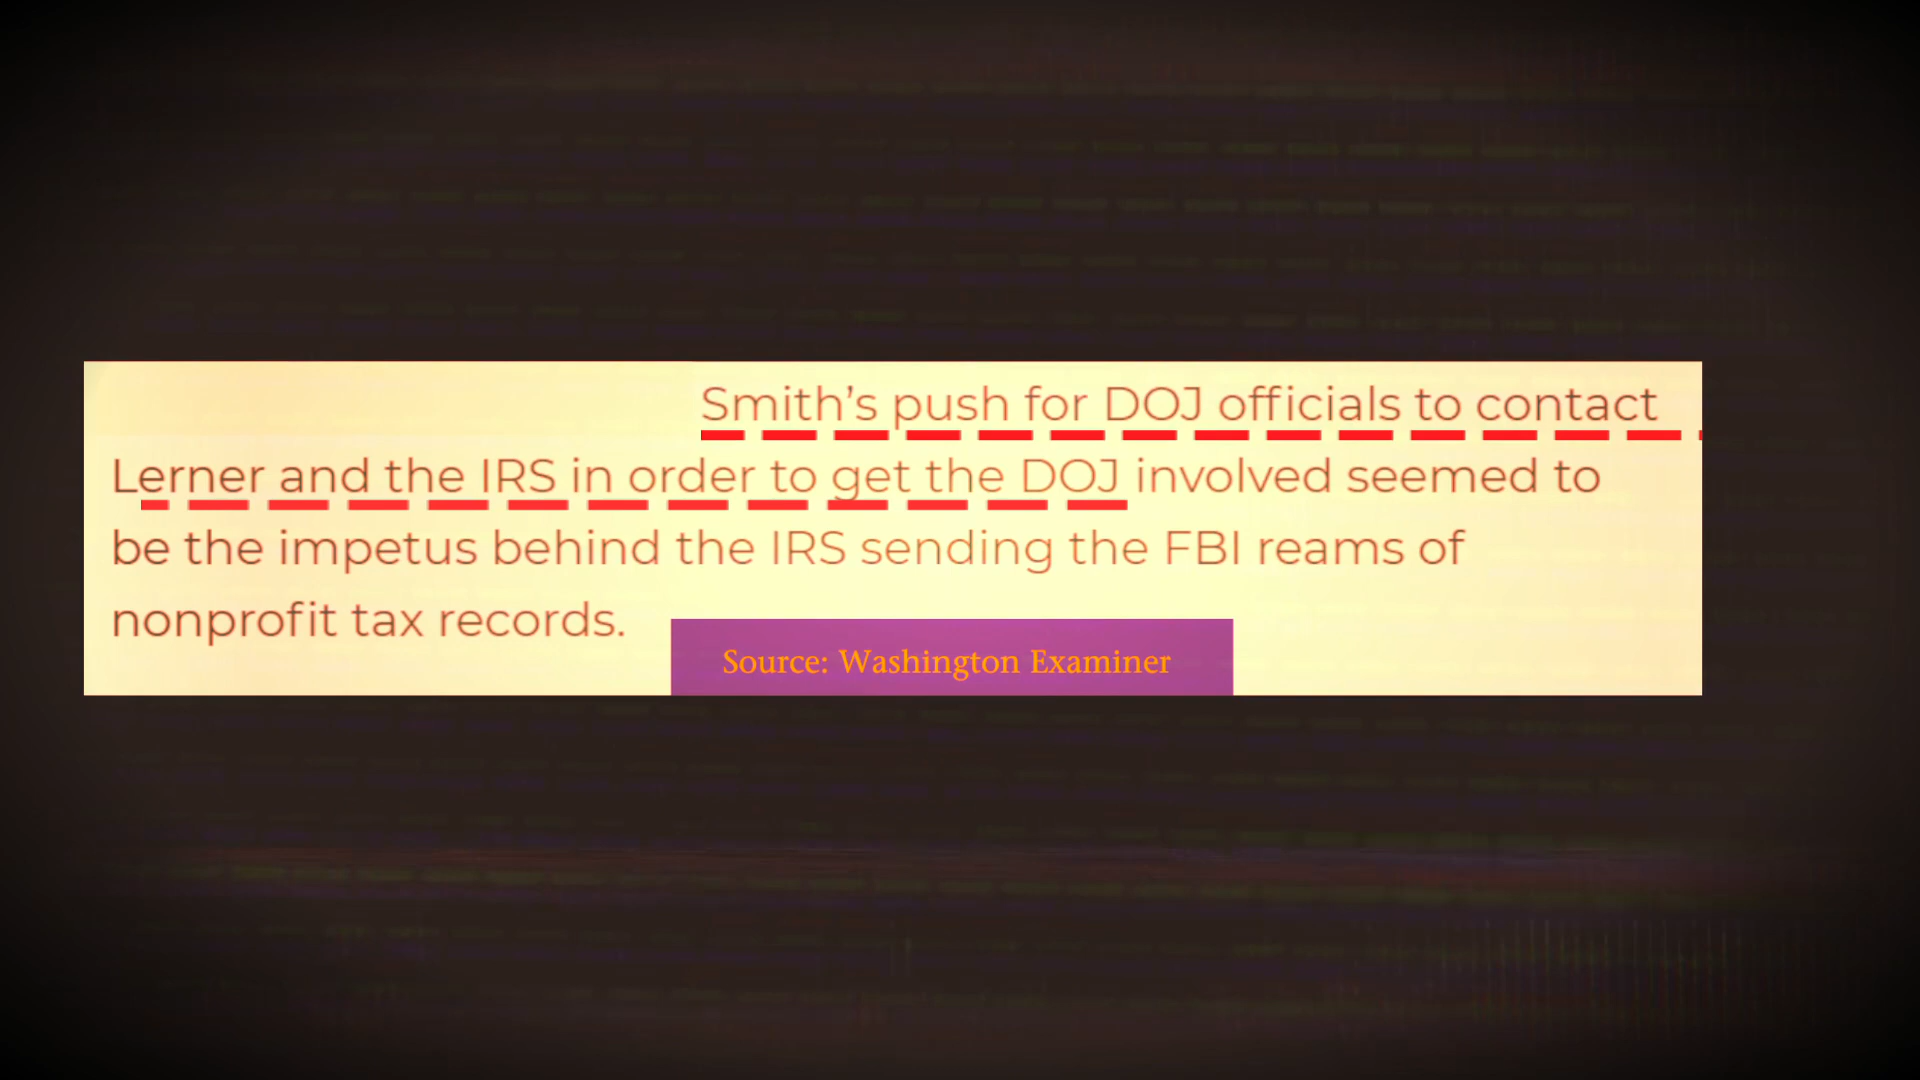 Smith’s push for DOJ officials to contact
Lerner and the IRS in order to get the DOJ involved seemed to
be the impetus behind the IRS sending the FBI reams of
nonprofit tax records.
Source: Washington Examiner